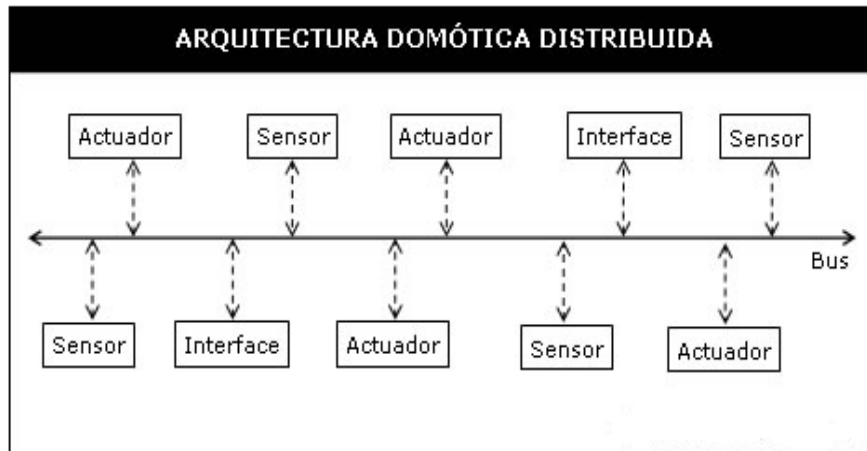 ARQUITECTURA DOMÓTICA DISTRIBUIDA
Actuador Sensor Actuador Interface Sensor
Bus
Sensor Interface Actuador Sensor Actuador